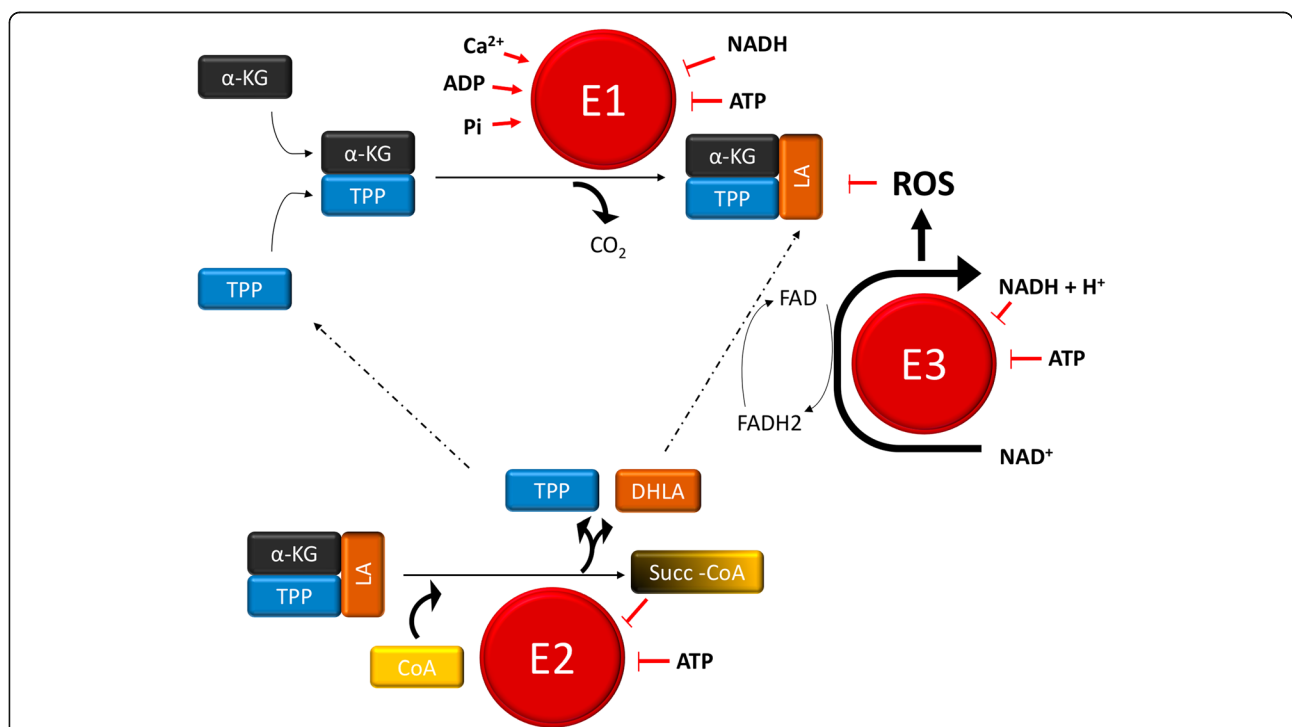 α-KG
Ca²⁺
ADP
Pi
E1
NADH
ATP
α-KG
TPP
α-KG
TPP
LA
ROS
CO₂
TPP
FAD
FADH2
NADH + H⁺
E3
ATP
NAD⁺
TPP
DHLA
α-KG
TPP
LA
Succ -CoA
CoA
E2
ATP